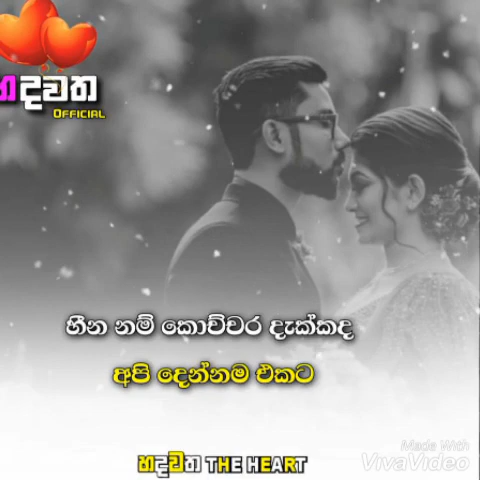 හදවත
OFFICIAL
හීන නම් කොච්චර දැක්කද
අපි දෙන්නම එකට
හදවත THE HEART
Made With
VivaVideo